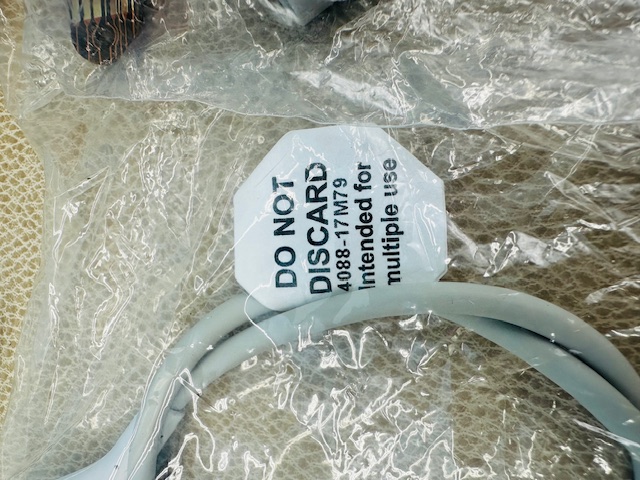 DO NOT
DISCARD
4088-17M79
Intended for
multiple use